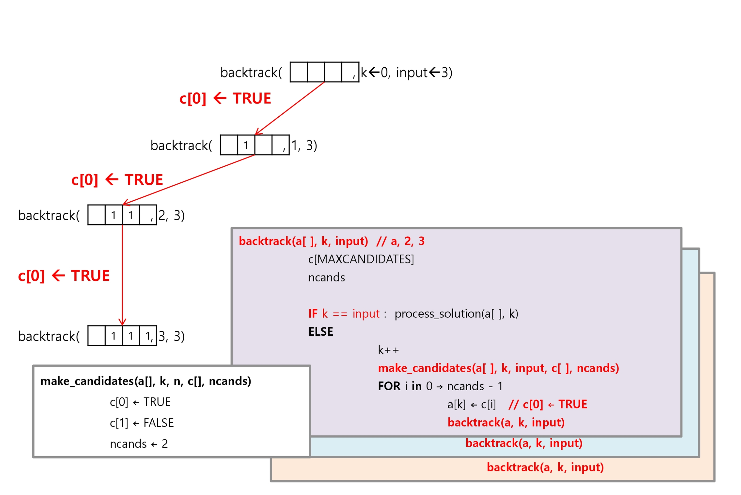 backtrack( , k←0, input←3)
c[0] ← TRUE
backtrack( 1 , 1, 3)
c[0] ← TRUE
backtrack( 1 1 , 2, 3)
c[0] ← TRUE
backtrack( 1 1 1, 3, 3)
backtrack(a[ ], k, input) // a, 2, 3
c[MAXCANDIDATES]
ncands
IF k == input : process_solution(a[ ], k)
ELSE
k++
make_candidates(a[ ], k, input, c[ ], ncands)
FOR i in 0 → ncands - 1
a[k] ← c[i] // c[0] ← TRUE
backtrack(a, k, input)
backtrack(a, k, input)
backtrack(a, k, input)
make_candidates(a[], k, n, c[], ncands)
c[0] ← TRUE
c[1] ← FALSE
ncands ← 2